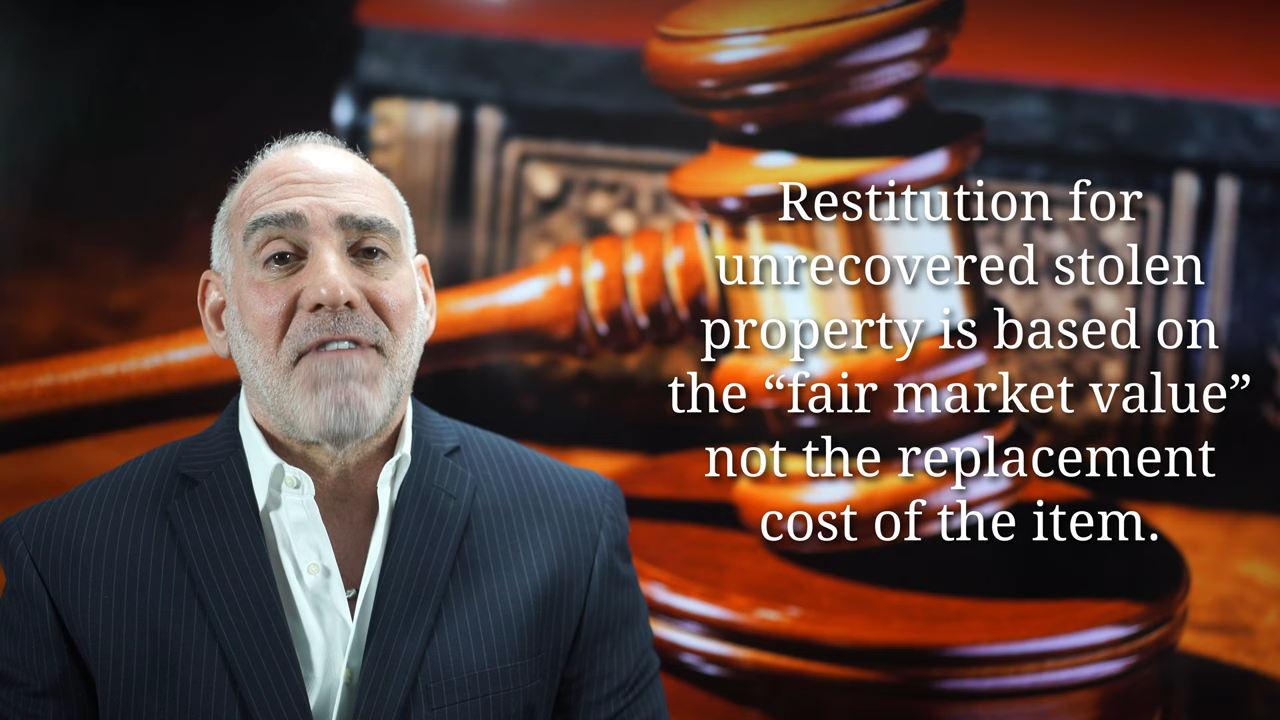 Restitution for
unrecovered stolen
property is based on
the “fair market value”
not the replacement
cost of the item.